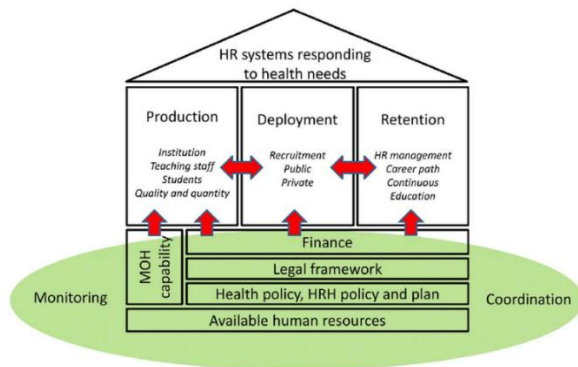 HR systems responding
to health needs
Production
Institution
Teaching staff
Students
Quality and quantity
Deployment
Recruitment
Public
Private
Retention
HR management
Career path
Continuous
Education
MOH
capability
Finance
Legal framework
Health policy, HRH policy and plan
Available human resources
Monitoring
Coordination